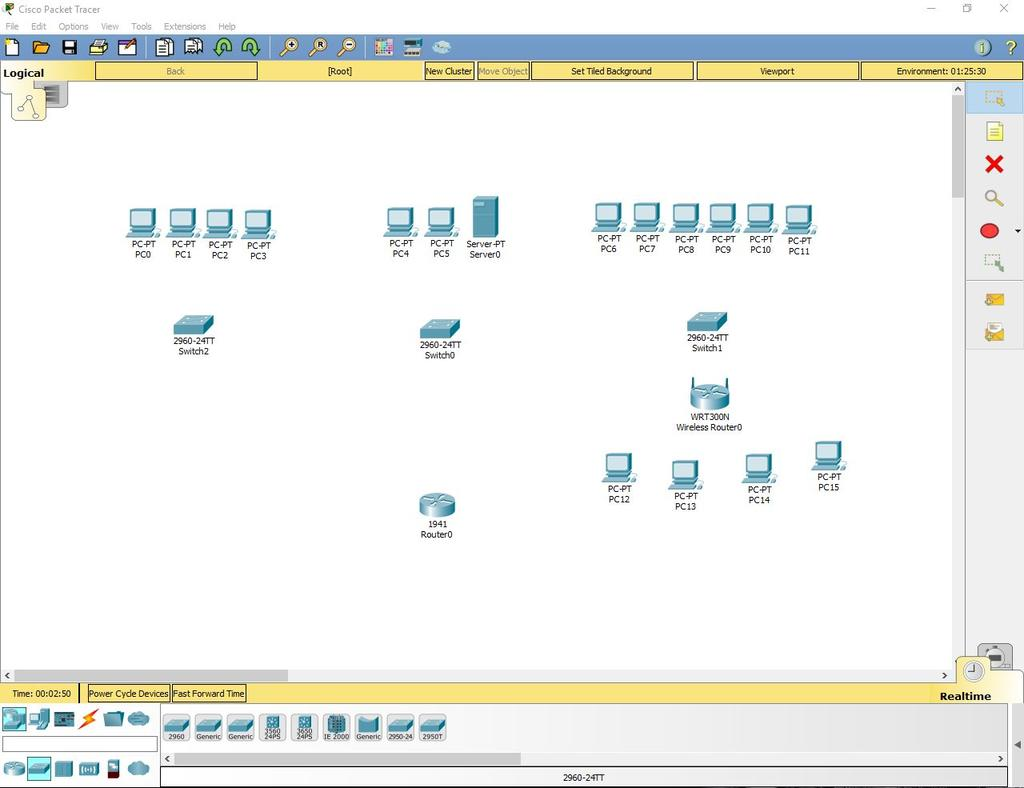 Cisco Packet Tracer
File Edit Options View Tools Extensions Help
Logical Back [Root] New Cluster Move Object Set Tiled Background Viewport Environment: 01:25:30
PC-PT PC-PT PC-PT PC-PT
PC0 PC1 PC2 PC3
PC-PT PC-PT Server-PT
PC4 PC5 Server0
PC-PT PC-PT PC-PT PC-PT PC-PT PC-PT
PC6 PC7 PC8 PC9 PC10 PC11
2960-24TT
Switch2
2960-24TT
Switch0
2960-24TT
Switch1
WRT300N
Wireless Router0
PC-PT PC-PT PC-PT PC-PT
PC12 PC13 PC14 PC15
1941
Router0
Time: 00:02:50 Power Cycle Devices Fast Forward Time
Realtime
2960 Generic Generic 3560 24PS 3650 24PS IE 2000 Generic 2950-24 2950T
2960-24TT